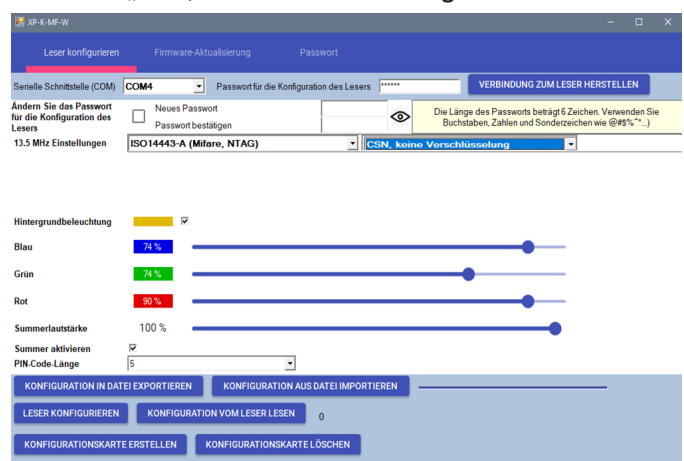 XP-K-MF-W
Leser konfigurieren Firmware-Aktualisierung Passwort
Serielle Schnittstelle (COM) COM4 Passwort für die Konfiguration des Lesers ****** VERBINDUNG ZUM LESER HERSTELLEN
Ändern Sie das Passwort
für die Konfiguration des
Lesers
Neues Passwort
Passwort bestätigen
Die Länge des Passworts beträgt 6 Zeichen. Verwenden Sie
Buchstaben, Zahlen und Sonderzeichen wie @#$%^*...)
13.5 MHz Einstellungen ISO14443-A (Mifare, NTAG) CSN, keine Verschlüsselung
Hintergrundbeleuchtung
Blau 74 %
Grün 74 %
Rot 90 %
Summerlautstärke 100 %
Summer aktivieren
PIN-Code-Länge 5
KONFIGURATION IN DATEI EXPORTIEREN KONFIGURATION AUS DATEI IMPORTIEREN
LESER KONFIGURIEREN KONFIGURATION VOM LESER LESEN 0
KONFIGURATIONSKARTE ERSTELLEN KONFIGURATIONSKARTE LÖSCHEN